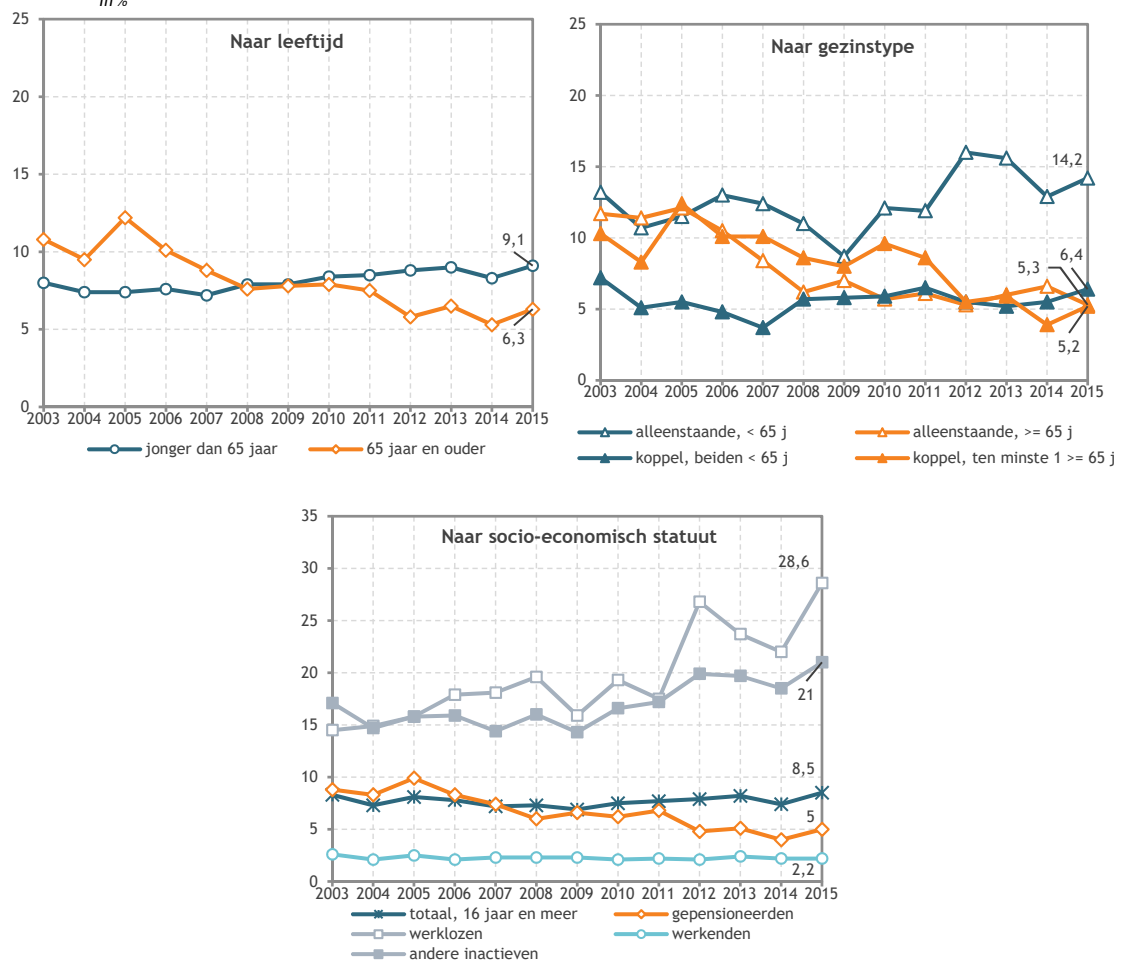 in %
Naar leeftijd
25
20
15
10
5
0
9,1
6,3
2003 2004 2005 2006 2007 2008 2009 2010 2011 2012 2013 2014 2015
jonger dan 65 jaar 65 jaar en ouder
Naar gezinstype
25
20
15
10
5
0
14,2
6,4
5,3
5,2
2003 2004 2005 2006 2007 2008 2009 2010 2011 2012 2013 2014 2015
alleenstaande, < 65 j alleenstaande, >= 65 j
koppel, beiden < 65 j koppel, ten minste 1 >= 65 j
Naar socio-economisch statuut
35
30
25
20
15
10
5
0
28,6
21
8,5
5
2,2
2003 2004 2005 2006 2007 2008 2009 2010 2011 2012 2013 2014 2015
totaal, 16 jaar en meer gepensioneerden
werklozen werkenden
andere inactieven